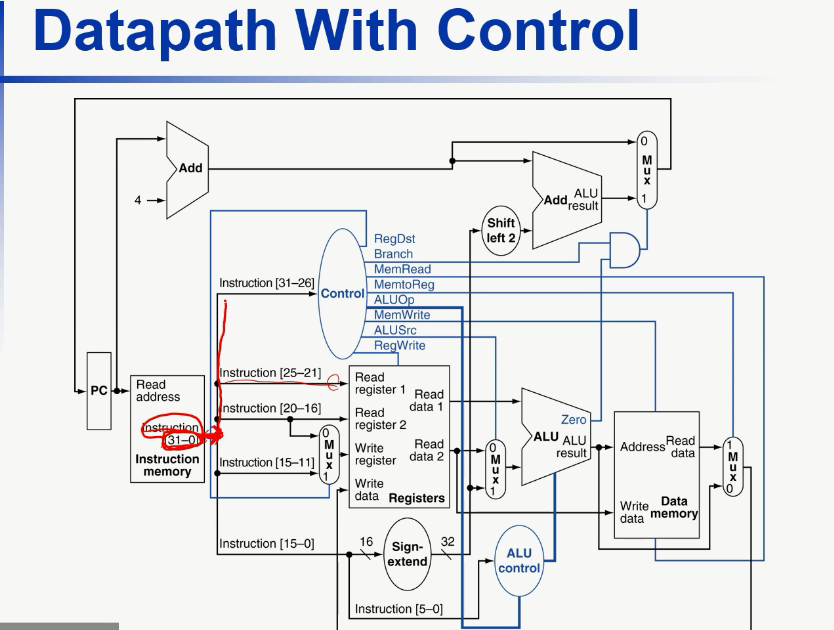 Datapath With Control
Add
4
Add ALU result
Shift left 2
0
Mux
1
RegDst
Branch
MemRead
MemtoReg
ALUOp
MemWrite
ALUSrc
RegWrite
Control
Instruction [31–26]
Instruction [25–21]
Instruction [20–16]
Instruction [15–11]
Instruction [15–0]
Instruction [5–0]
PC
Read address
Instruction
31–0
Instruction memory
0
Mux
1
Read register 1
Read register 2
Write register
Write data
Read data 1
Read data 2
Registers
16
Sign-extend
32
0
Mux
1
Zero
ALU
ALU result
ALU control
Address
Read data
Write data
Data memory
1
Mux
0